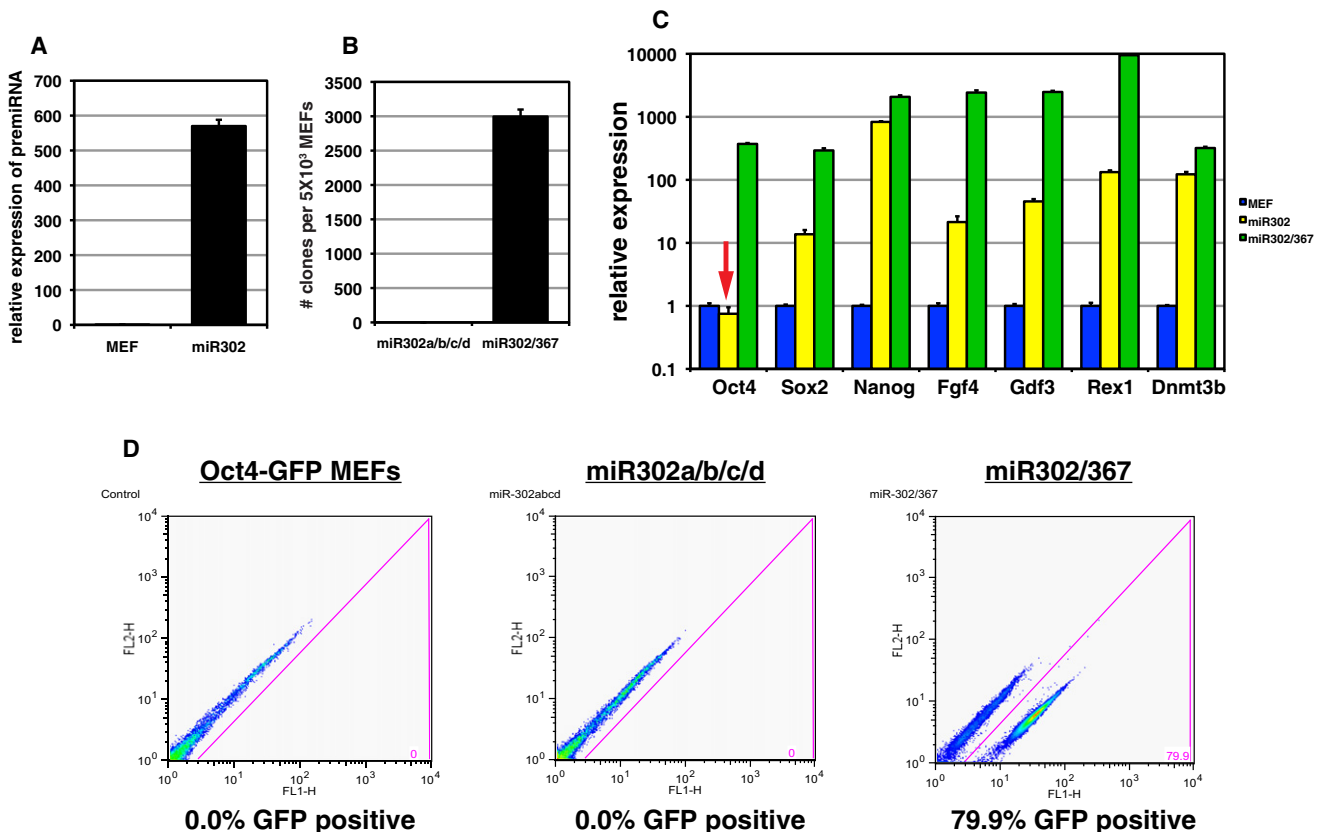 A
relative expression of premiRNA
700
600
500
400
300
200
100
0
MEF
miR302
B
# clones per 5X10³ MEFs
3500
3000
2500
2000
1500
1000
500
0
miR302a/b/c/d
miR302/367
C
relative expression
10000
1000
100
10
1
0.1
Oct4
Sox2
Nanog
Fgf4
Gdf3
Rex1
Dnmt3b
MEF
miR302
miR302/367
D
Oct4-GFP MEFs
Control
FL2-H
10⁴
10³
10²
10¹
10⁰
10⁰
10¹
10²
10³
10⁴
0
FL1-H
0.0% GFP positive
miR302a/b/c/d
miR-302abcd
FL2-H
10⁴
10³
10²
10¹
10⁰
10⁰
10¹
10²
10³
10⁴
0
FL1-H
0.0% GFP positive
miR302/367
miR-302/367
FL2-H
10⁴
10³
10²
10¹
10⁰
10⁰
10¹
10²
10³
10⁴
79.9
FL1-H
79.9% GFP positive